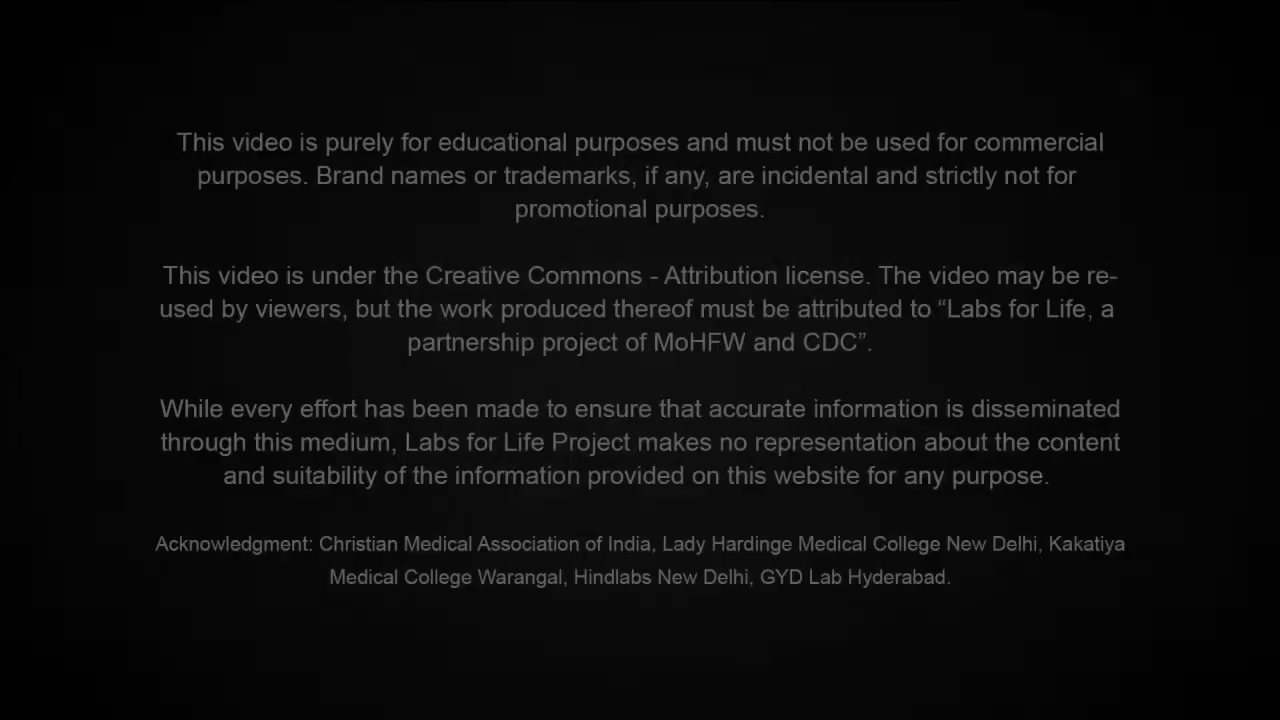 This video is purely for educational purposes and must not be used for commercial
purposes. Brand names or trademarks, if any, are incidental and strictly not for
promotional purposes.
This video is under the Creative Commons - Attribution license. The video may be re-
used by viewers, but the work produced thereof must be attributed to “Labs for Life, a
partnership project of MoHFW and CDC”.
While every effort has been made to ensure that accurate information is disseminated
through this medium, Labs for Life Project makes no representation about the content
and suitability of the information provided on this website for any purpose.
Acknowledgment: Christian Medical Association of India, Lady Hardinge Medical College New Delhi, Kakatiya
Medical College Warangal, Hindlabs New Delhi, GYD Lab Hyderabad.